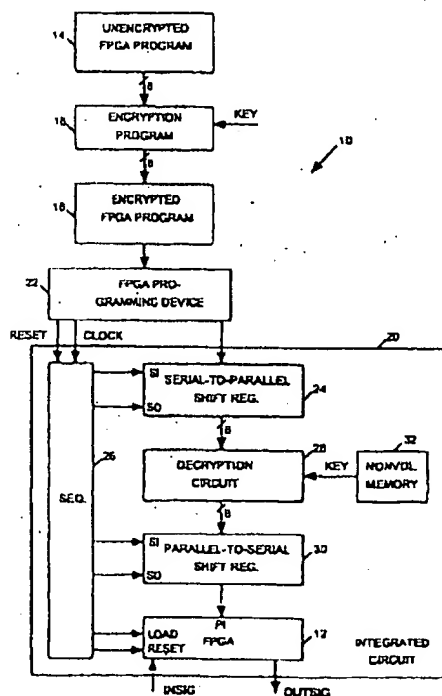 14
UNENCRYPTED
FPGA PROGRAM
8
16
ENCRYPTION
PROGRAM
KEY
10
8
18
ENCRYPTED
FPGA PROGRAM
22
FPGA PRO-
GRAMMING DEVICE
RESET
CLOCK
20
SI
SERIAL-TO-PARALLEL
SHIFT REG.
SO
24
8
26
SEQ.
28
DECRYPTION
CIRCUIT
KEY
32
NONVOL
MEMORY
8
SI
PARALLEL-TO-SERIAL
SHIFT REG.
SO
30
PI
LOAD
FPGA
RESET
12
INTEGRATED
CIRCUIT
INSIG
OUTSIG